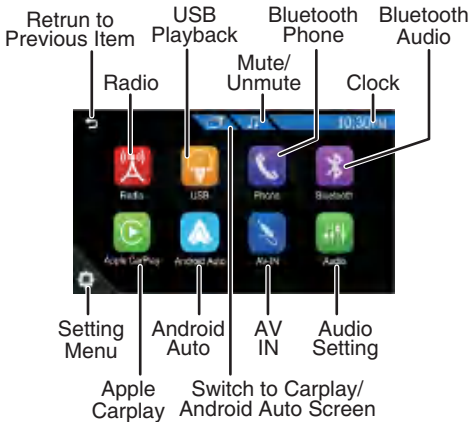 Retrun to
Previous Item
USB
Playback
Bluetooth
Phone
Bluetooth
Audio
Radio
Mute/
Unmute
Clock
10:30PM
Radio
USB
Phone
Bluetooth
Apple CarPlay
Android Auto
AV-IN
Audio
Setting
Menu
Android
Auto
AV
IN
Audio
Setting
Apple
Carplay
Switch to Carplay/
Android Auto Screen